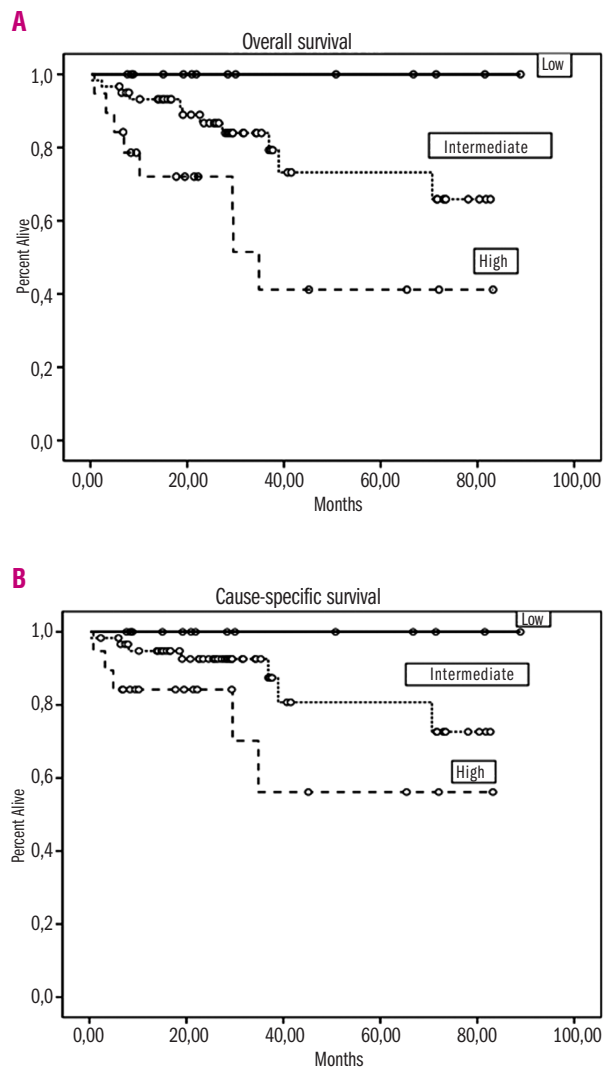 A
Overall survival
Low
Intermediate
High
Percent Alive
1,0
0,8
0,6
0,4
0,2
0,0
0,00 20,00 40,00 60,00 80,00 100,00
Months
B
Cause-specific survival
Low
Intermediate
High
Percent Alive
1,0
0,8
0,6
0,4
0,2
0,0
0,00 20,00 40,00 60,00 80,00 100,00
Months